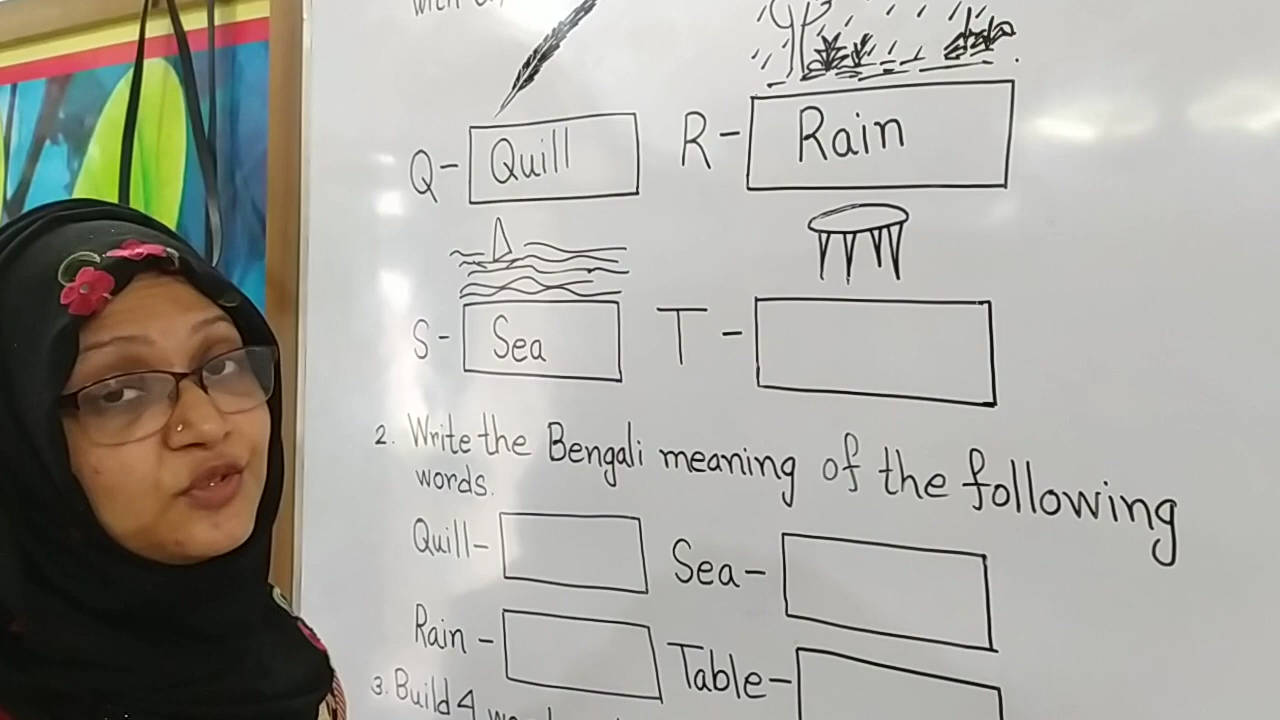 with
Q- Quill R- Rain
S- Sea T-
2. Write the Bengali meaning of the following
words.
Quill- Sea-
Rain - Table-
3. Build 4